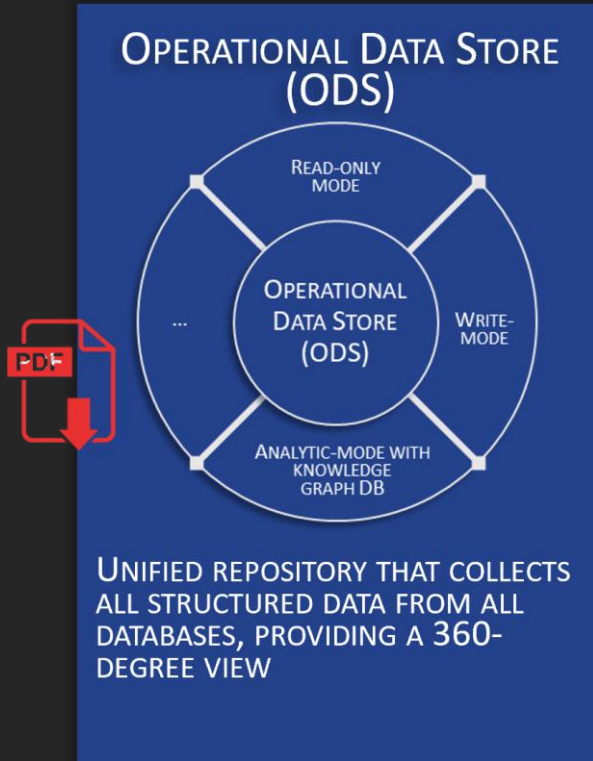 OPERATIONAL DATA STORE
(ODS)
READ-ONLY
MODE
OPERATIONAL
DATA STORE
(ODS)
...
WRITE-
MODE
PDF
ANALYTIC-MODE WITH
KNOWLEDGE
GRAPH DB
UNIFIED REPOSITORY THAT COLLECTS
ALL STRUCTURED DATA FROM ALL
DATABASES, PROVIDING A 360-
DEGREE VIEW